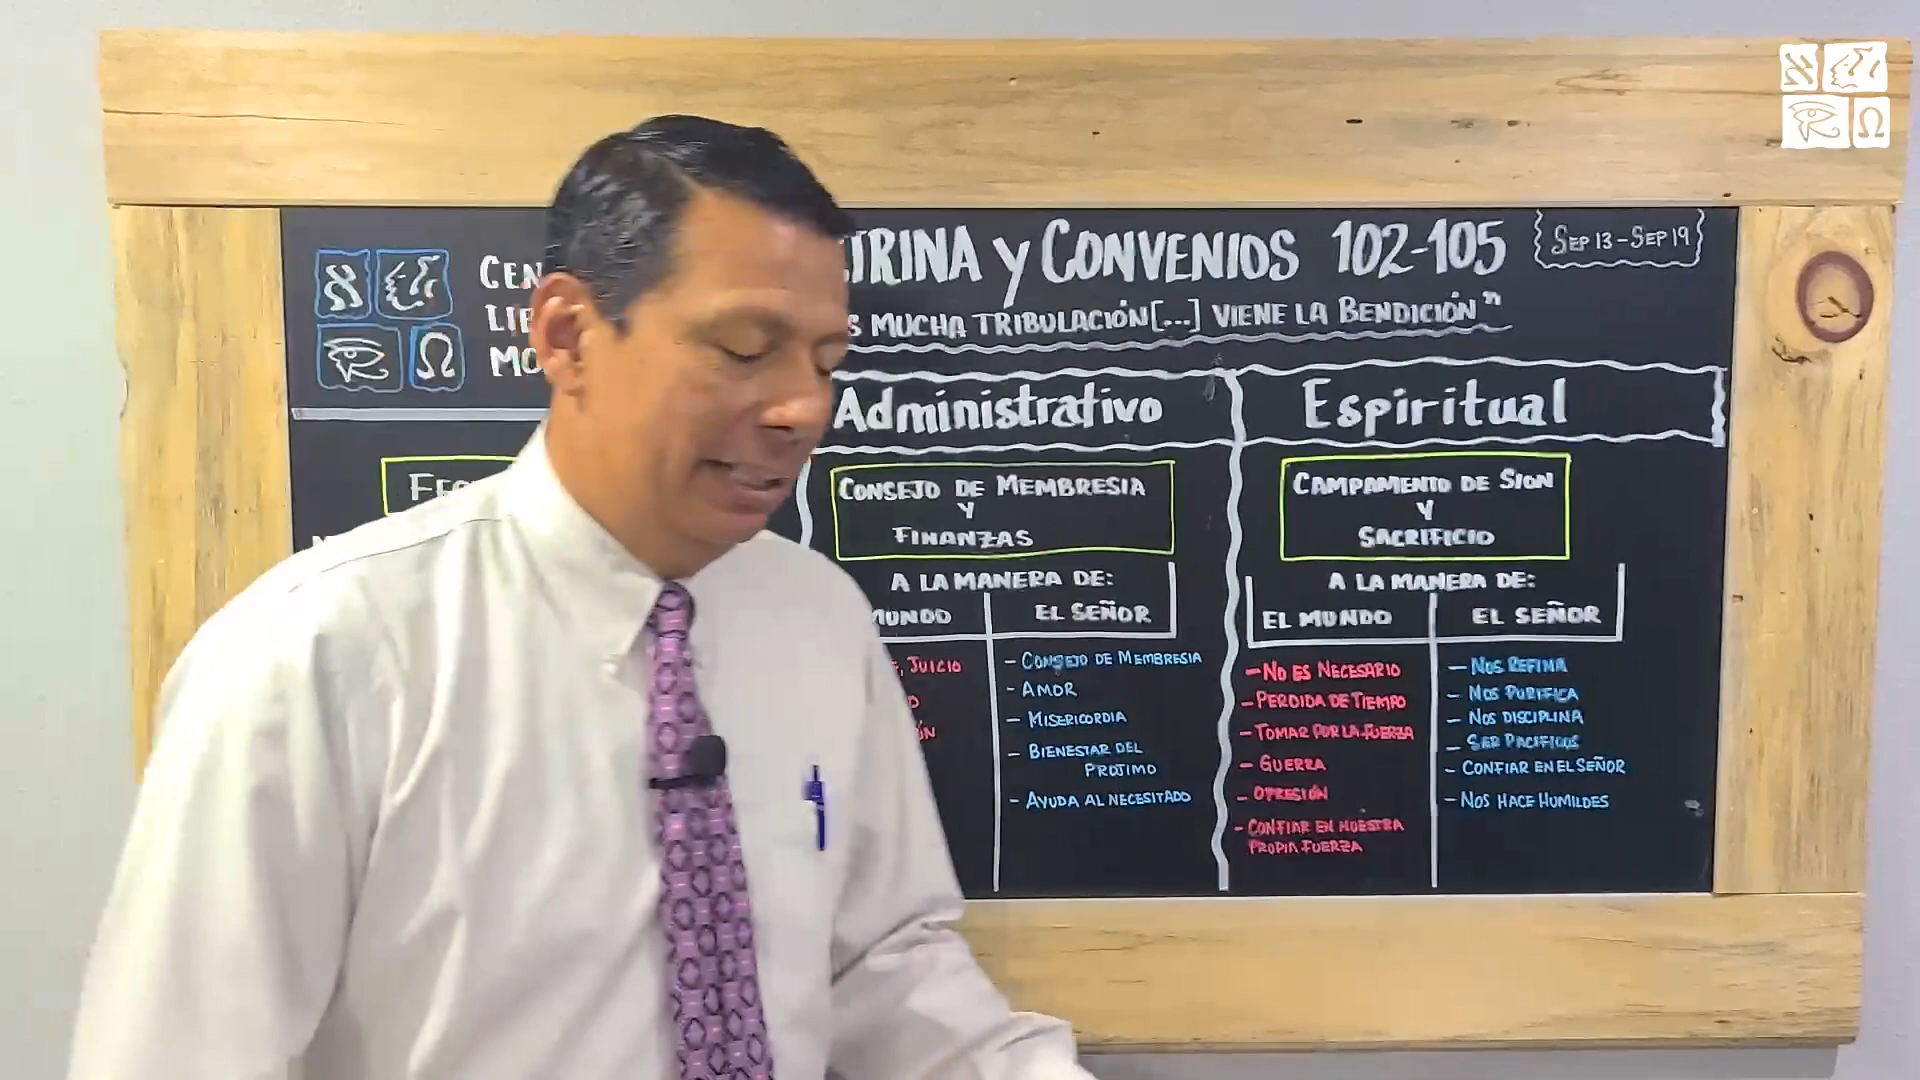 CEN
TRINA Y CONVENIOS 102-105
SEP 13-SEP 19
MUCHA TRIBULACIÓN[...] VIENE LA BENDICIÓN"
Administrativo
Espiritual
CONSEJO DE MEMBRESIA
Y
FINANZAS
A LA MANERA DE:
MUNDO
EL SEÑOR
JUICIO
- CONSEJO DE MEMBRESIA
- AMOR
- MISERICORDIA
- BIENESTAR DEL
PROJIMO
- AYUDA AL NECESITADO
CAMPAMENTO DE SION
Y
SACRIFICIO
A LA MANERA DE:
EL MUNDO
EL SEÑOR
- NO ES NECESARIO
- PERDIDA DE TIEMPO
- TOMAR POR LA FUERZA
- GUERRA
- OPRESIÓN
- CONFIAR EN NUESTRA
PROPIA FUERZA
- NOS REFINA
- NOS PURIFICA
- NOS DISCIPLINA
- SER PACIFICOS
- CONFIAR EN EL SEÑOR
- NOS HACE HUMILDES